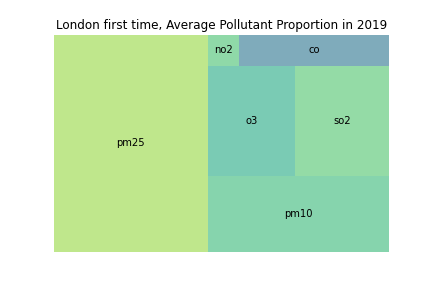 London first time, Average Pollutant Proportion in 2019
no2
co
pm25
o3
so2
pm10